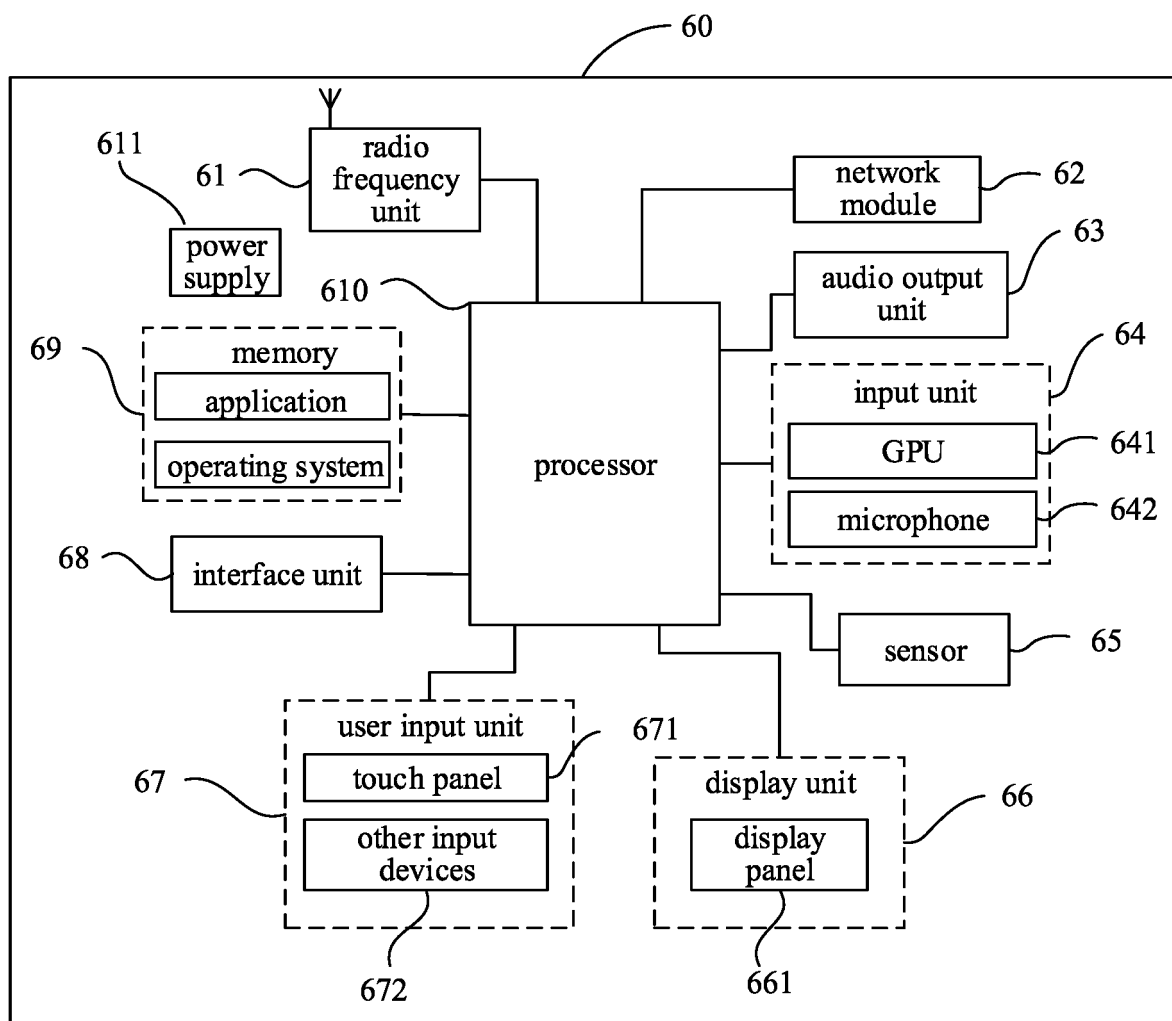 60
611
61
radio
frequency
unit
network
module
62
power
supply
63
audio output
unit
610
69
memory
application
operating system
processor
64
input unit
GPU
641
microphone
642
68
interface unit
sensor
65
user input unit
671
touch panel
67
other input
devices
672
display unit
66
display
panel
661